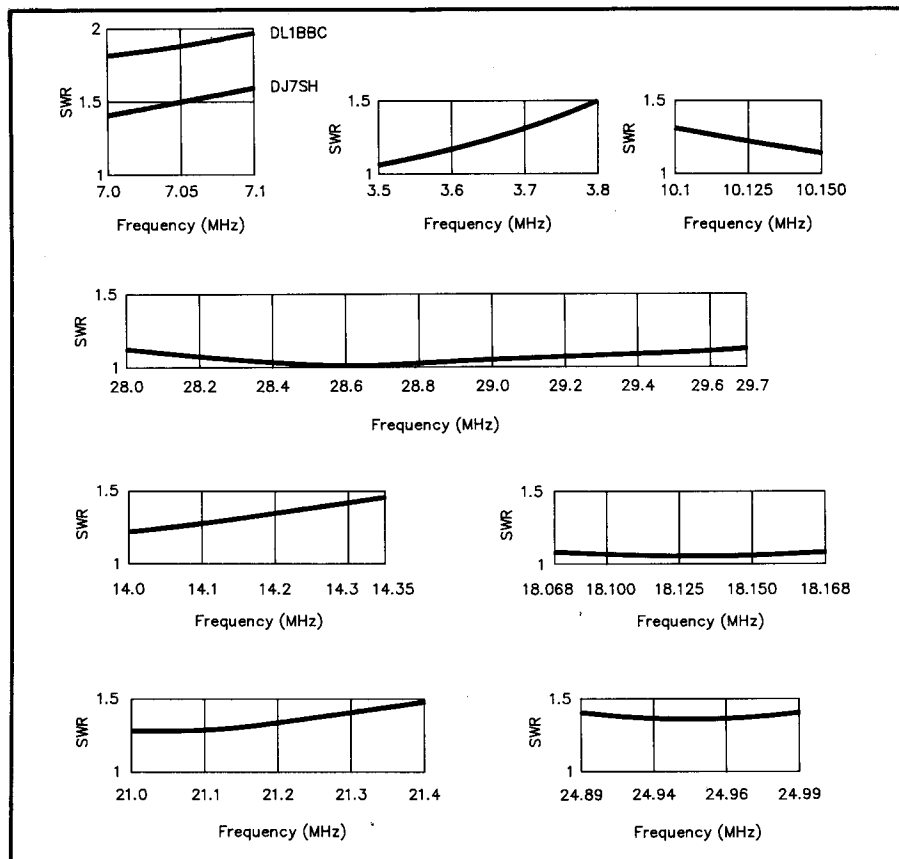 2
DL1BBC
DJ7SH
SWR
1.5
1
7.0 7.05 7.1
Frequency (MHz)
1.5
SWR
1
3.5 3.6 3.7 3.8
Frequency (MHz)
1.5
SWR
1
10.1 10.125 10.150
Frequency (MHz)
1.5
SWR
1
28.0 28.2 28.4 28.6 28.8 29.0 29.2 29.4 29.6 29.7
Frequency (MHz)
1.5
SWR
1
14.0 14.1 14.2 14.3 14.35
Frequency (MHz)
1.5
SWR
1
18.068 18.100 18.125 18.150 18.168
Frequency (MHz)
1.5
SWR
1
21.0 21.1 21.2 21.3 21.4
Frequency (MHz)
1.5
SWR
1
24.89 24.94 24.96 24.99
Frequency (MHz)